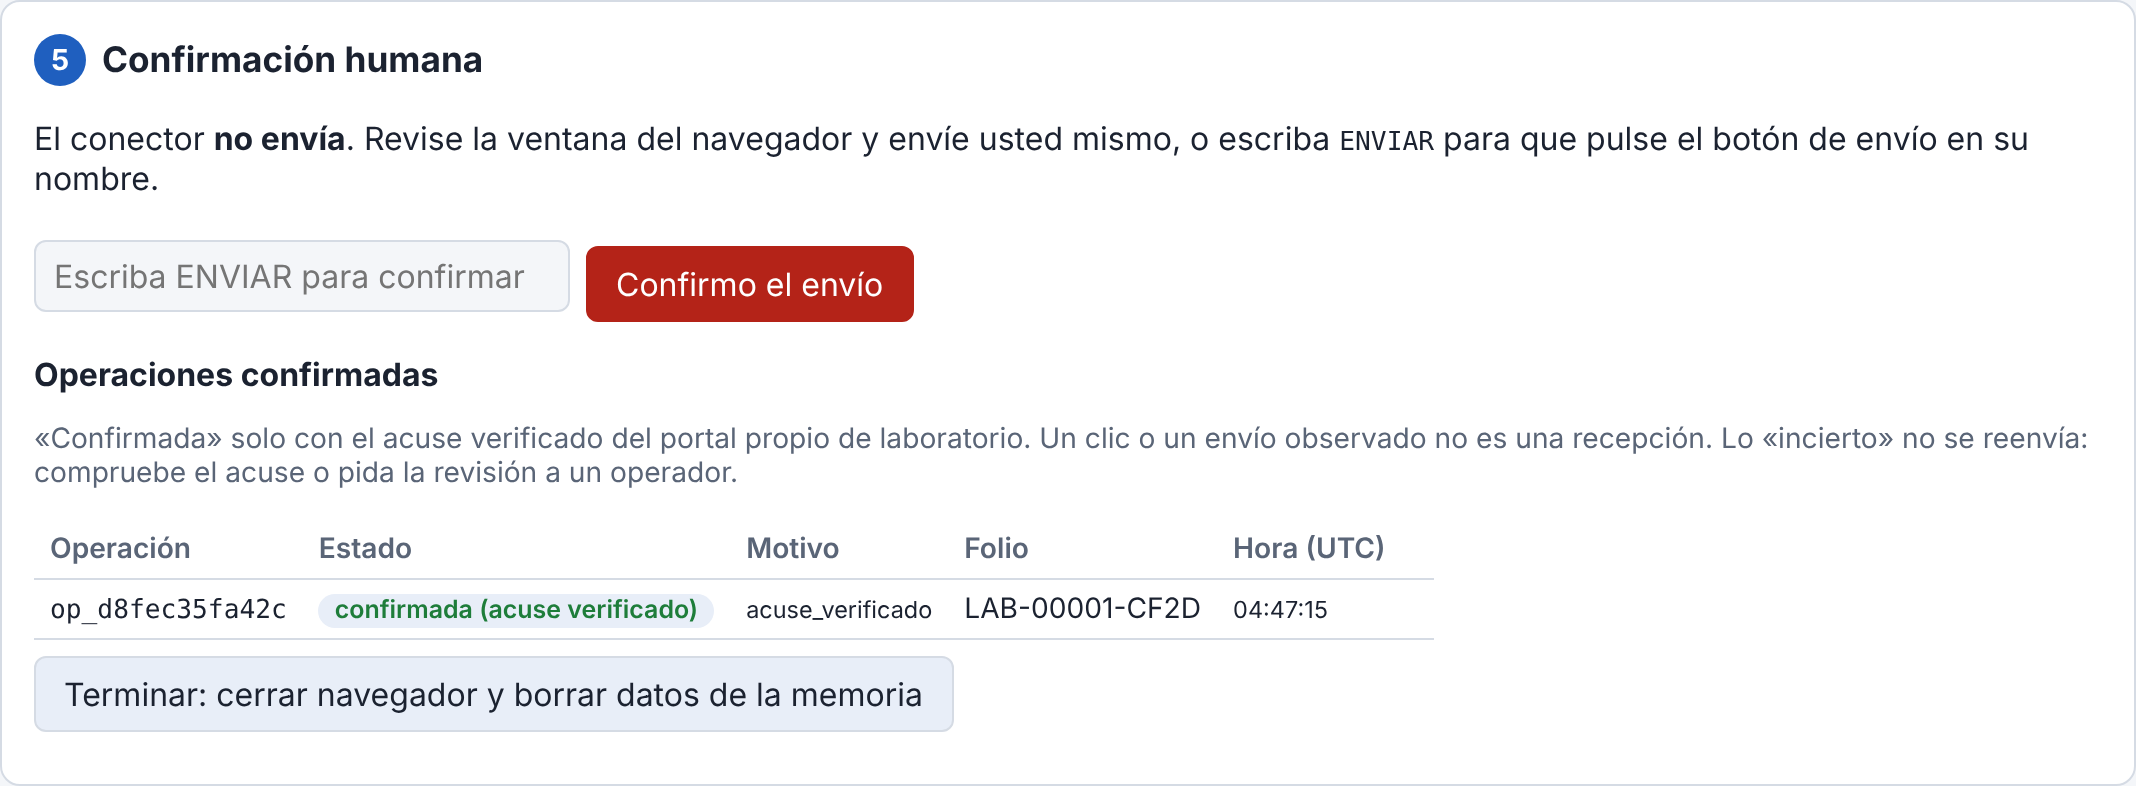 5 Confirmación humana
El conector no envía. Revise la ventana del navegador y envíe usted mismo, o escriba ENVIAR para que pulse el botón de envío en su
nombre.
Escriba ENVIAR para confirmar Confirmo el envío
Operaciones confirmadas
«Confirmada» solo con el acuse verificado del portal propio de laboratorio. Un clic o un envío observado no es una recepción. Lo «incierto» no se reenvía:
compruebe el acuse o pida la revisión a un operador.
Operación Estado Motivo Folio Hora (UTC)
op_d8fec35fa42c confirmada (acuse verificado) acuse_verificado LAB-00001-CF2D 04:47:15
Terminar: cerrar navegador y borrar datos de la memoria